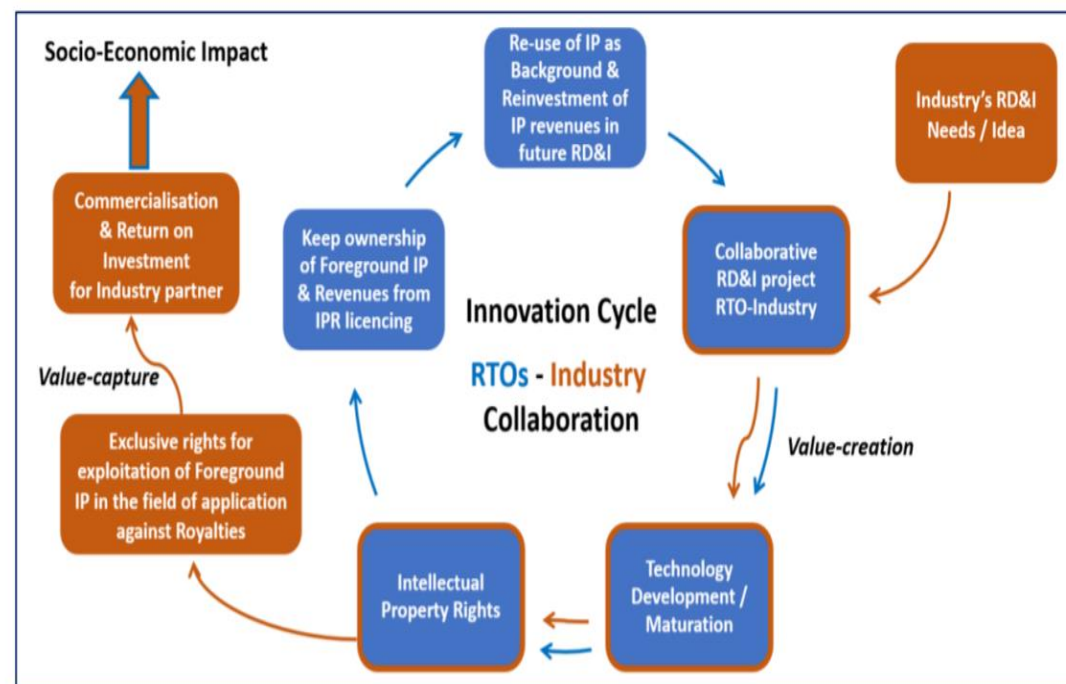 Socio-Economic Impact
Re-use of IP as
Background &
Reinvestment of
IP revenues in
future RD&I
Industry's RD&I
Needs / Idea
Commercialisation
& Return on
Investment
for Industry partner
Keep ownership
of Foreground IP
& Revenues from
IPR licencing
Collaborative
RD&I project
RTO-Industry
Innovation Cycle
RTOs - Industry
Collaboration
Value-capture
Value-creation
Exclusive rights for
exploitation of Foreground
IP in the field of application
against Royalties
Intellectual
Property Rights
Technology
Development /
Maturation